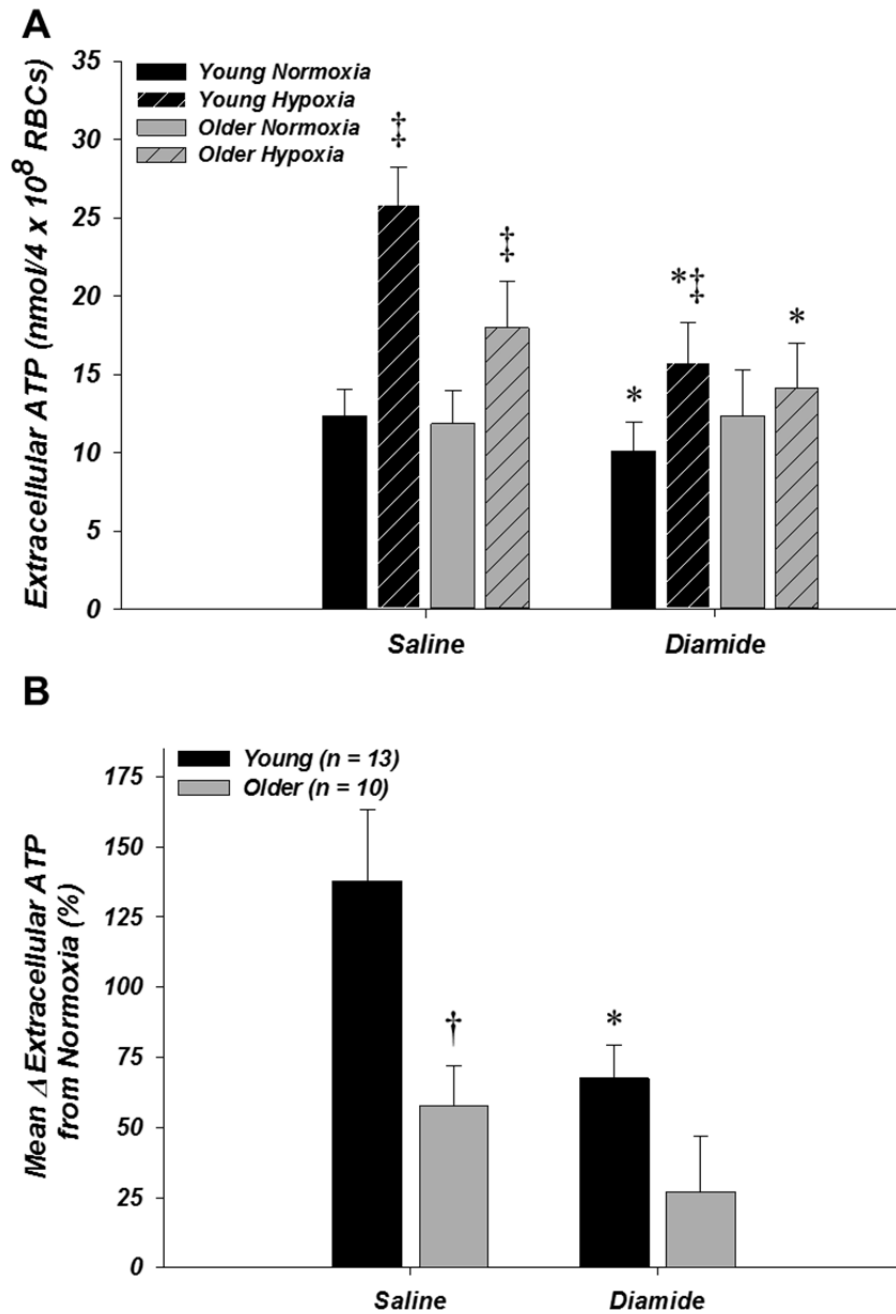 A
Extracellular ATP (nmol/4 x 10⁸ RBCs)
35
30
25
20
15
10
5
0
Young Normoxia
Young Hypoxia
Older Normoxia
Older Hypoxia
‡
‡
*
*‡
*
Saline
Diamide
B
Mean Δ Extracellular ATP
from Normoxia (%)
175
150
125
100
75
50
25
0
Young (n = 13)
Older (n = 10)
†
*
Saline
Diamide